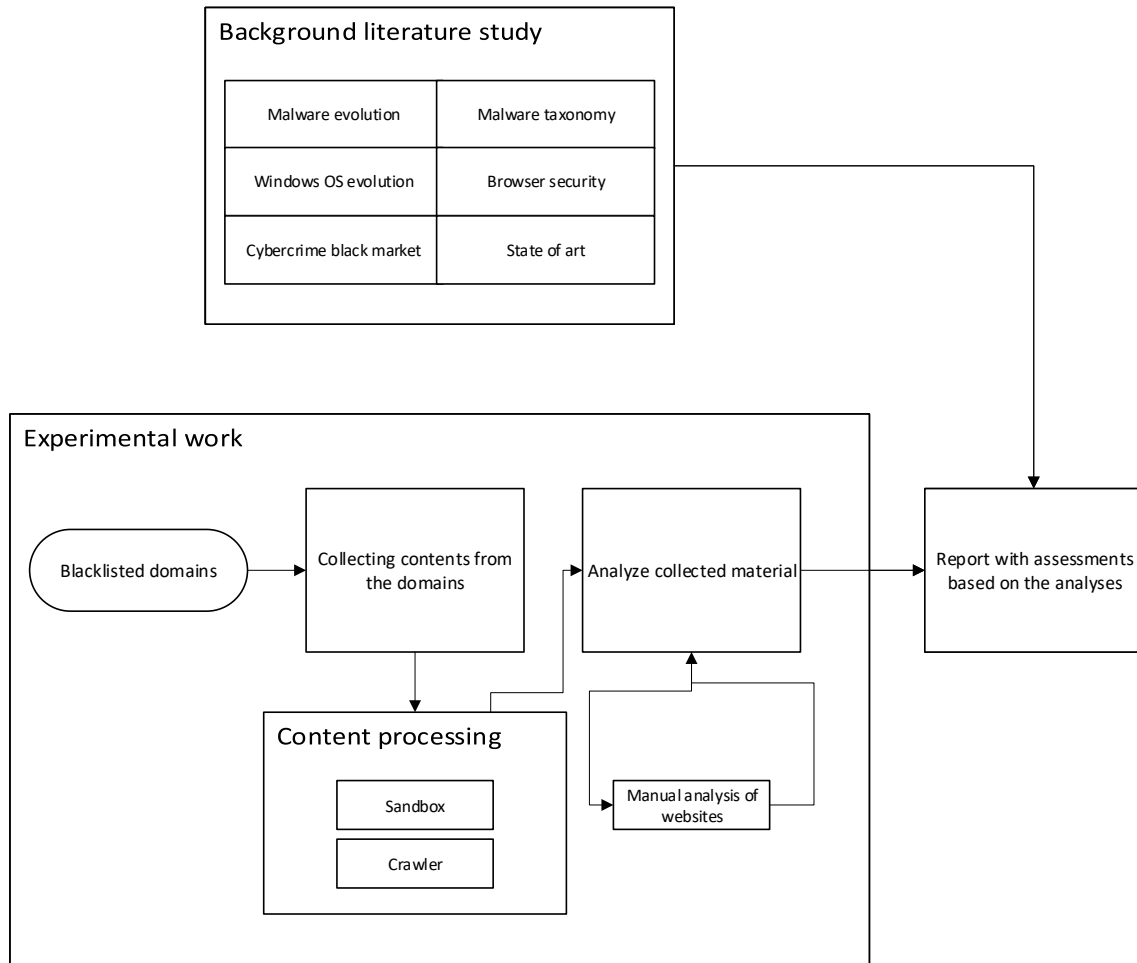 Background literature study
Malware evolution
Malware taxonomy
Windows OS evolution
Browser security
Cybercrime black market
State of art
Experimental work
Blacklisted domains
Collecting contents from
the domains
Analyze collected material
Report with assessments
based on the analyses
Content processing
Sandbox
Crawler
Manual analysis of
websites